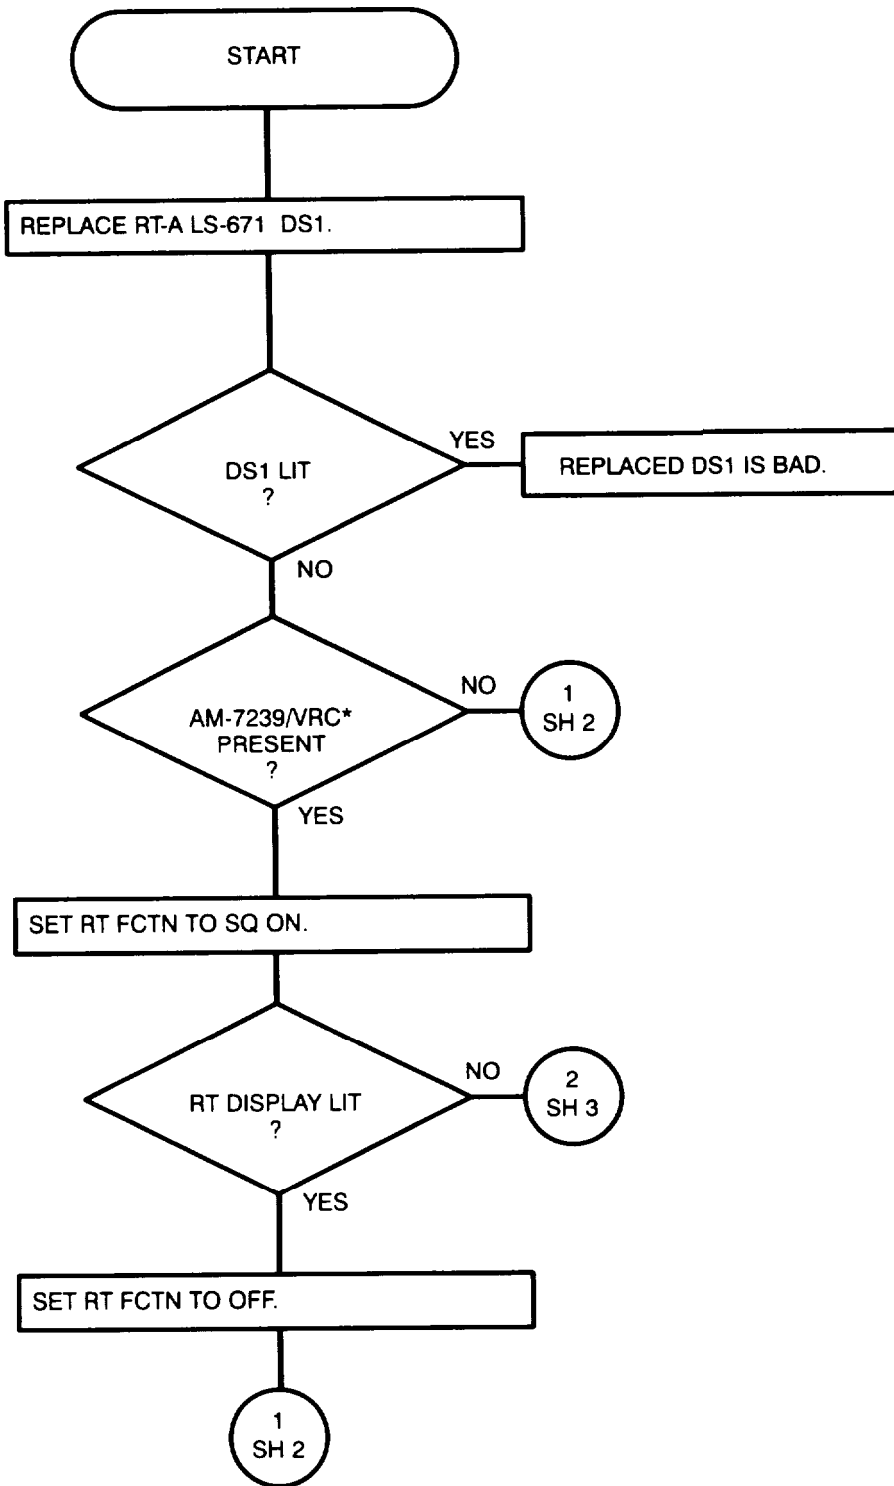 START
REPLACE RT-A LS-671 DS1.
DS1 LIT
?
YES
REPLACED DS1 IS BAD.
NO
AM-7239/VRC*
PRESENT
?
NO
1
SH 2
YES
SET RT FCTN TO SQ ON.
RT DISPLAY LIT
?
NO
2
SH 3
YES
SET RT FCTN TO OFF.
1
SH 2